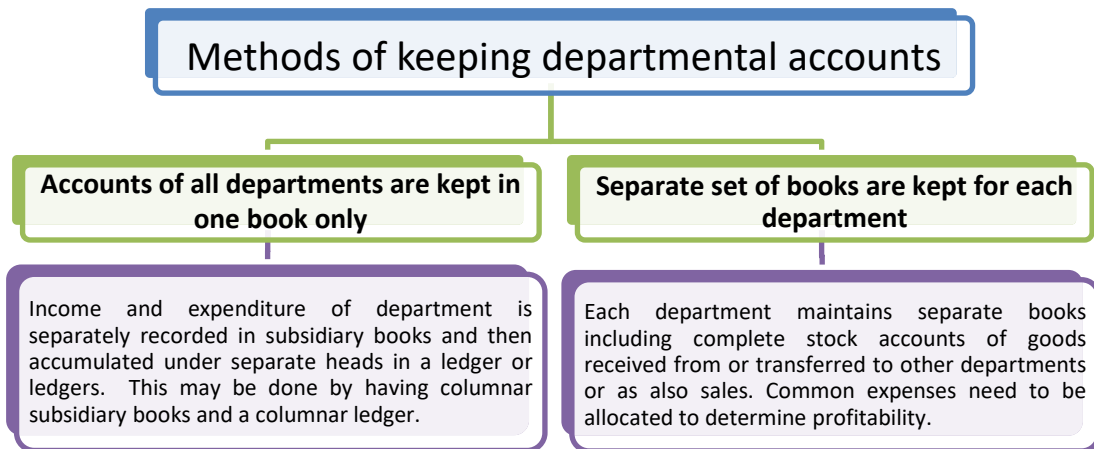 Methods of keeping departmental accounts
Accounts of all departments are kept in
one book only
Income and expenditure of department is
separately recorded in subsidiary books and then
accumulated under separate heads in a ledger or
ledgers. This may be done by having columnar
subsidiary books and a columnar ledger.
Separate set of books are kept for each
department
Each department maintains separate books
including complete stock accounts of goods
received from or transferred to other departments
or as also sales. Common expenses need to be
allocated to determine profitability.